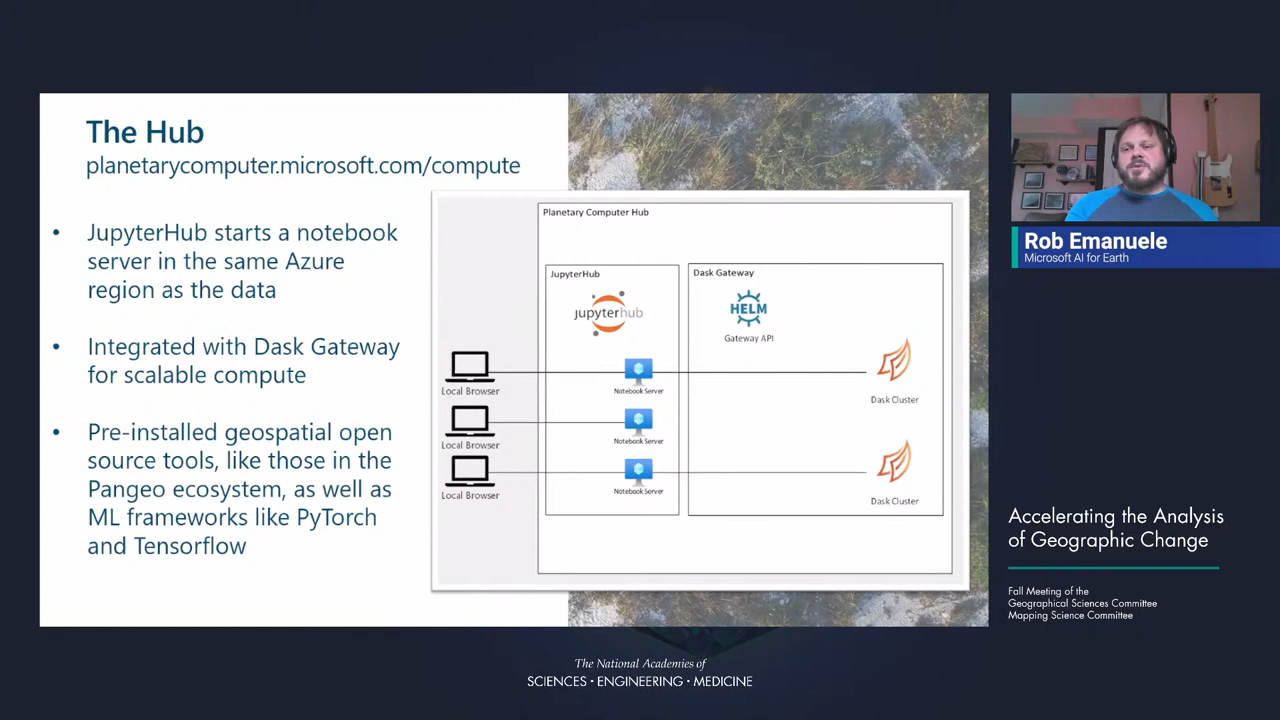 The Hub
planetarycomputer.microsoft.com/compute
• JupyterHub starts a notebook
server in the same Azure
region as the data
• Integrated with Dask Gateway
for scalable compute
• Pre-installed geospatial open
source tools, like those in the
Pangeo ecosystem, as well as
ML frameworks like PyTorch
and Tensorflow
Planetary Computer Hub
JupyterHub
jupyterhub
Dask Gateway
HELM
Gateway API
Local Browser
Notebook Server
Dask Cluster
Local Browser
Notebook Server
Local Browser
Notebook Server
Dask Cluster
Rob Emanuele
Microsoft AI for Earth
Accelerating the Analysis
of Geographic Change
Fall Meeting of the
Geographical Sciences Committee
Mapping Science Committee
The National Academies of
SCIENCES • ENGINEERING • MEDICINE